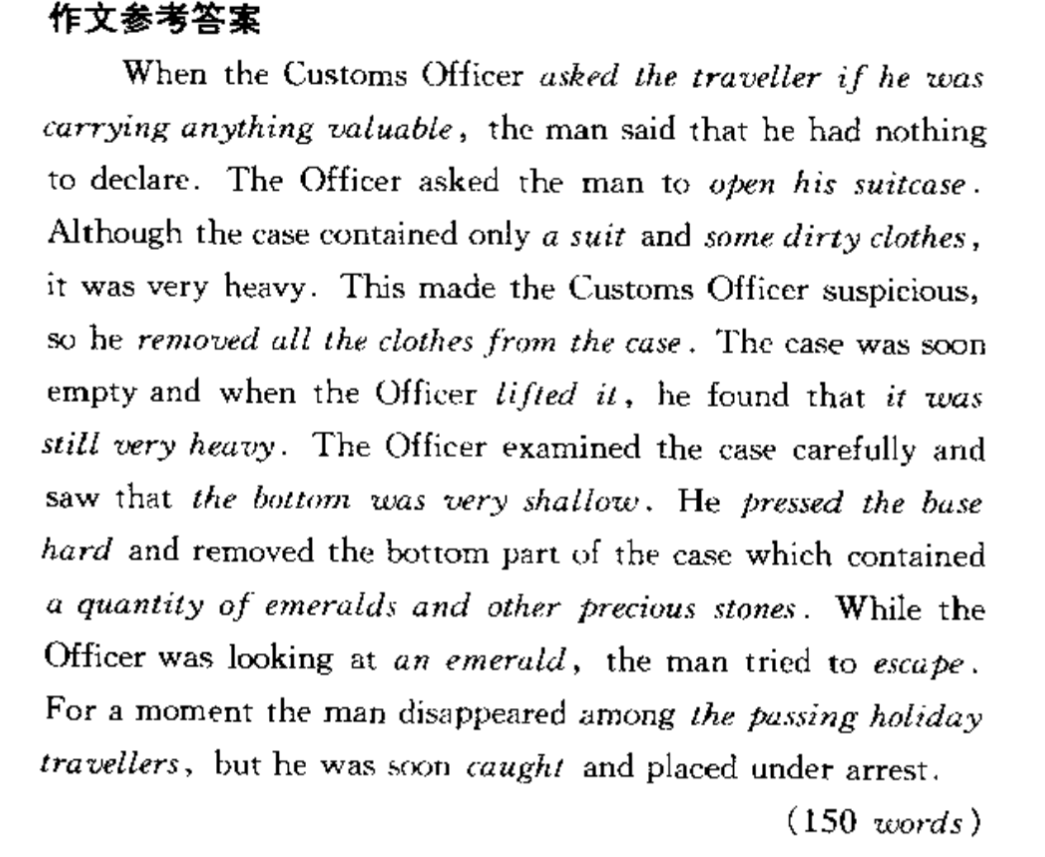 作文参考答案
When the Customs Officer asked the traveller if he was
carrying anything valuable, the man said that he had nothing
to declare. The Officer asked the man to open his suitcase.
Although the case contained only a suit and some dirty clothes,
it was very heavy. This made the Customs Officer suspicious,
so he removed all the clothes from the case. The case was soon
empty and when the Officer lifted it, he found that it was
still very heavy. The Officer examined the case carefully and
saw that the bottom was very shallow. He pressed the base
hard and removed the bottom part of the case which contained
a quantity of emeralds and other precious stones. While the
Officer was looking at an emerald, the man tried to escape.
For a moment the man disappeared among the passing holiday
travellers, but he was soon caught and placed under arrest.
(150 words)